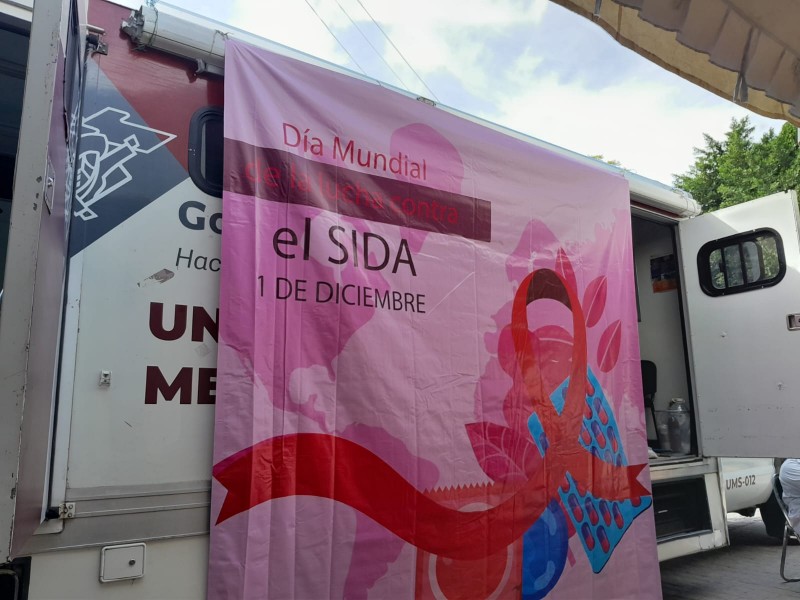 Día Mundial
de la lucha contra
el SIDA
1 DE DICIEMBRE
Go
Hac
UN
ME
UMS-012